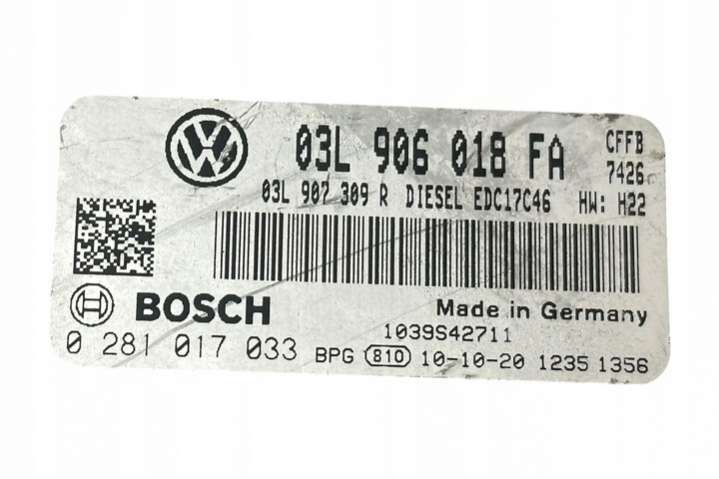 03L 906 018 FA CFFB
7426
03L 907 309 R DIESEL EDC17C46 HW: H22
BOSCH Made in Germany
1039S42711
0 281 017 033 BPG 810 10-10-20 1235 1356